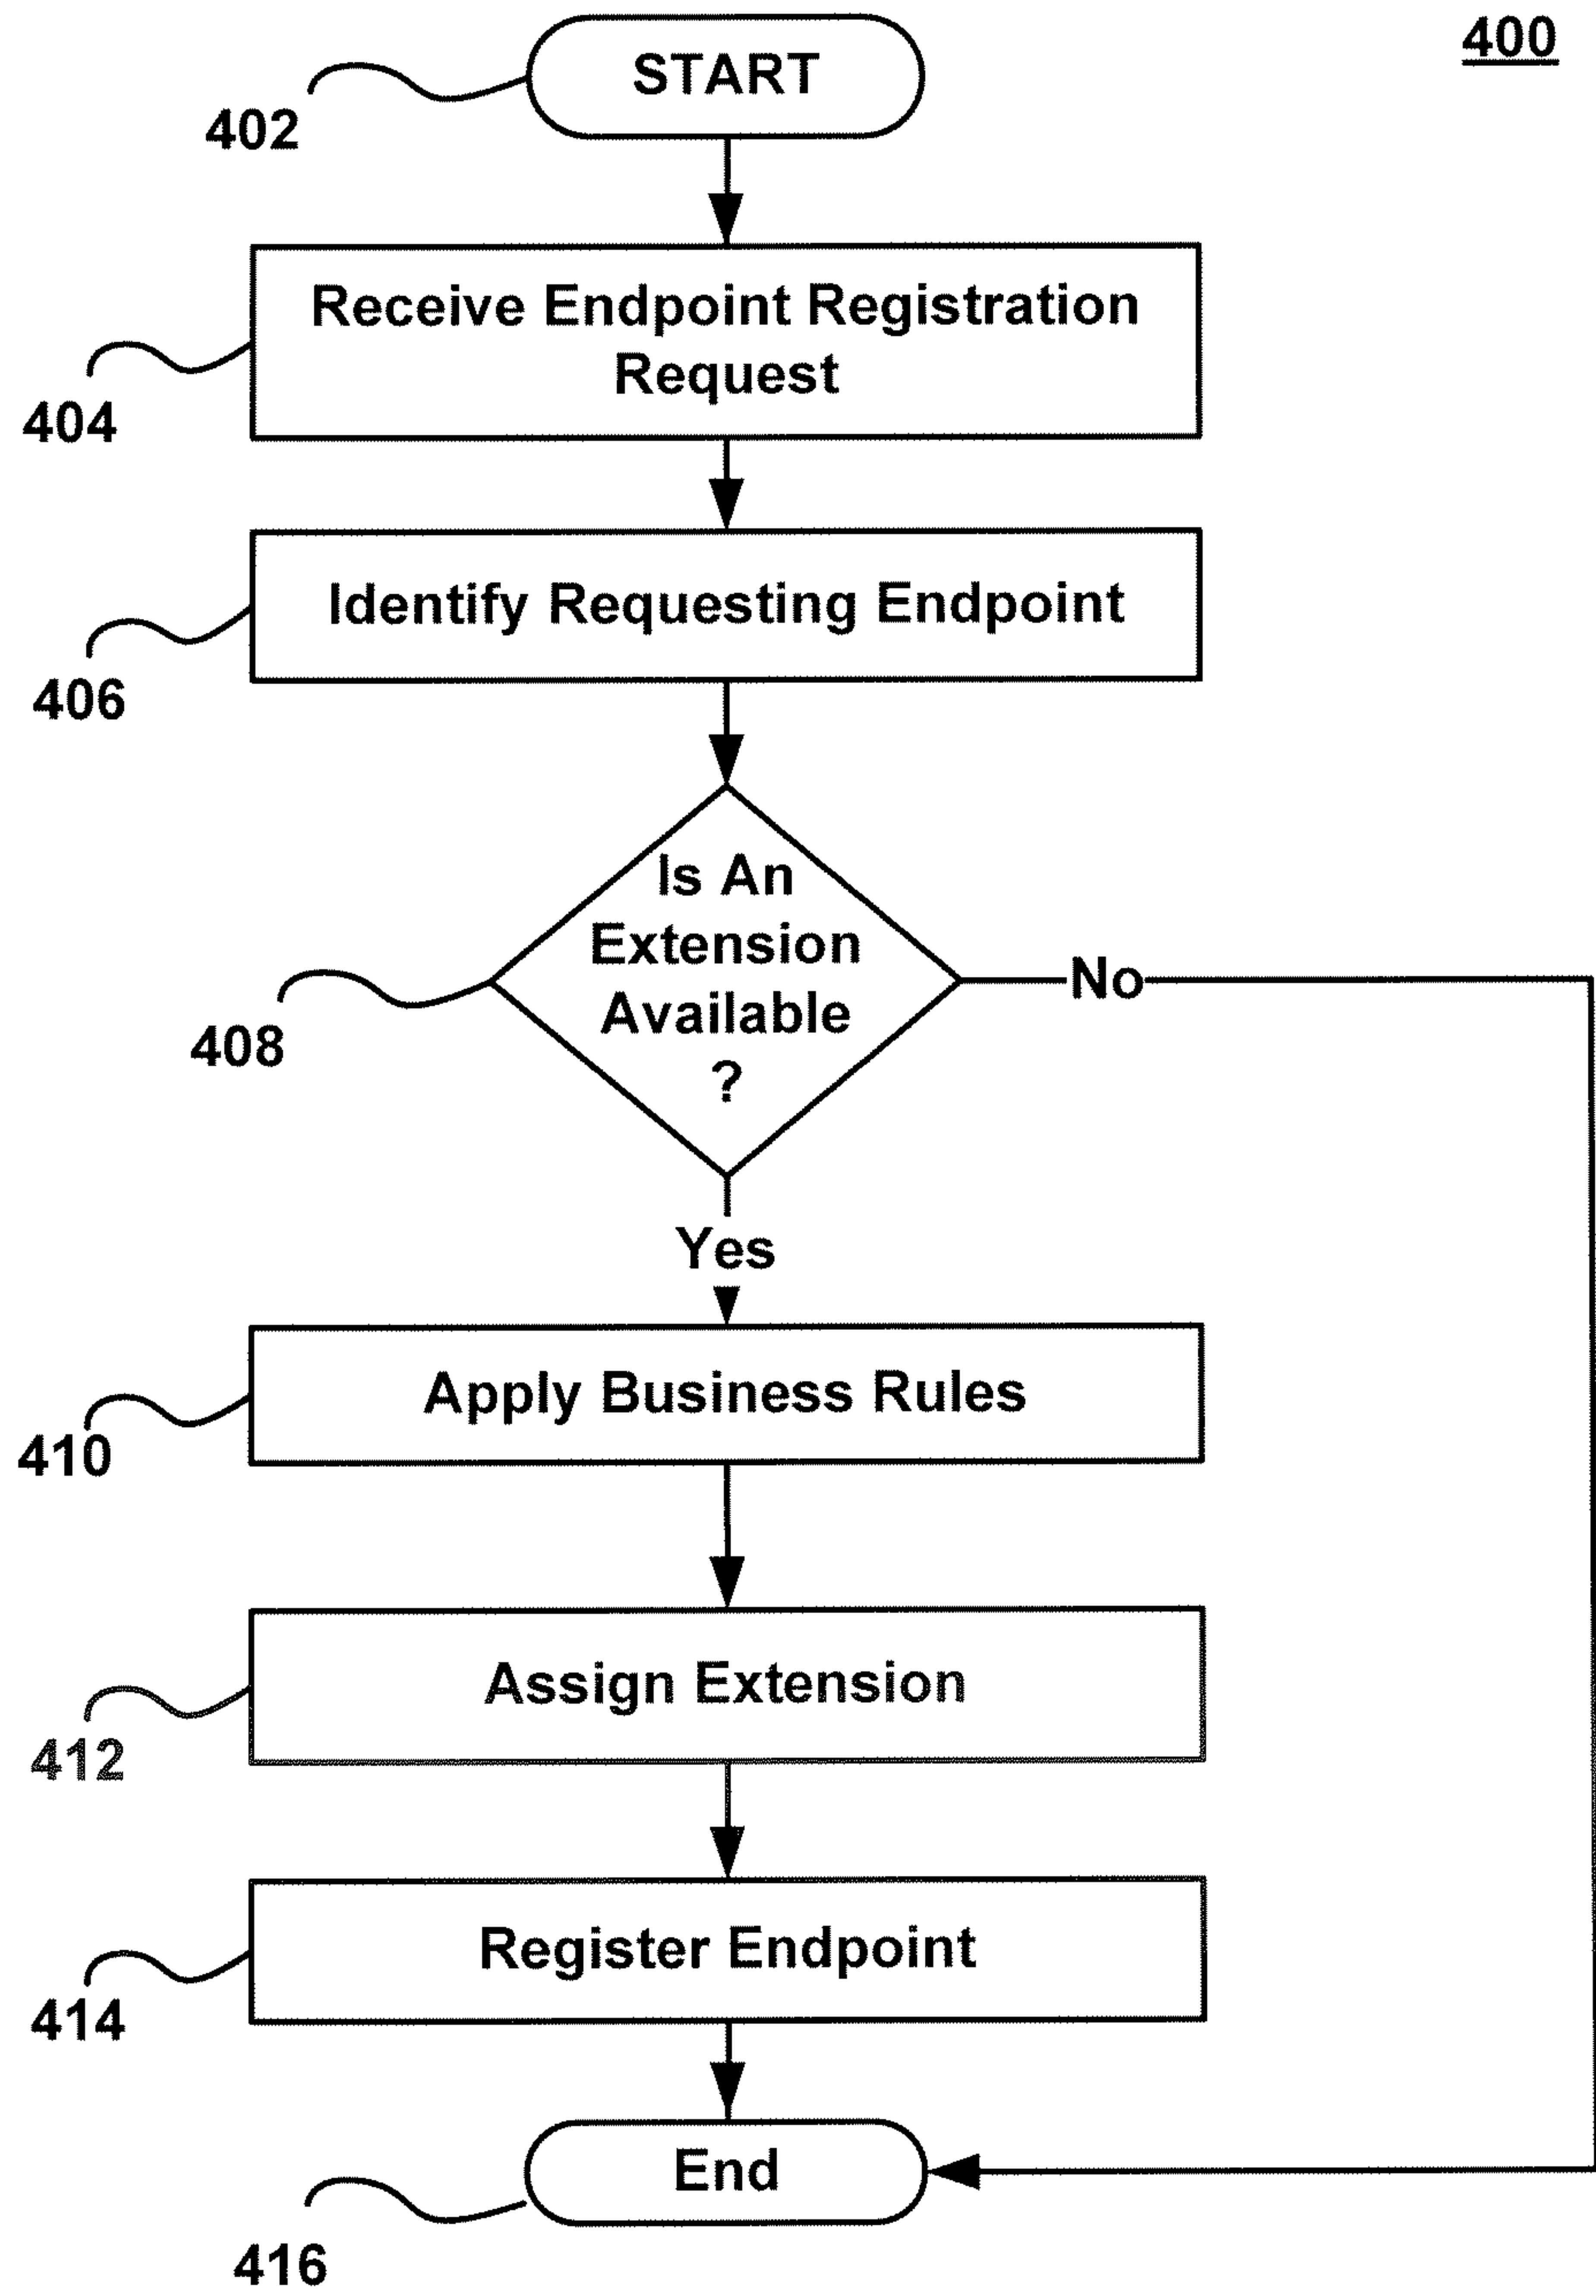 400
START
402
Receive Endpoint Registration
Request
404
Identify Requesting Endpoint
406
Is An
Extension
Available
?
No
408
Yes
Apply Business Rules
410
Assign Extension
412
Register Endpoint
414
End
416